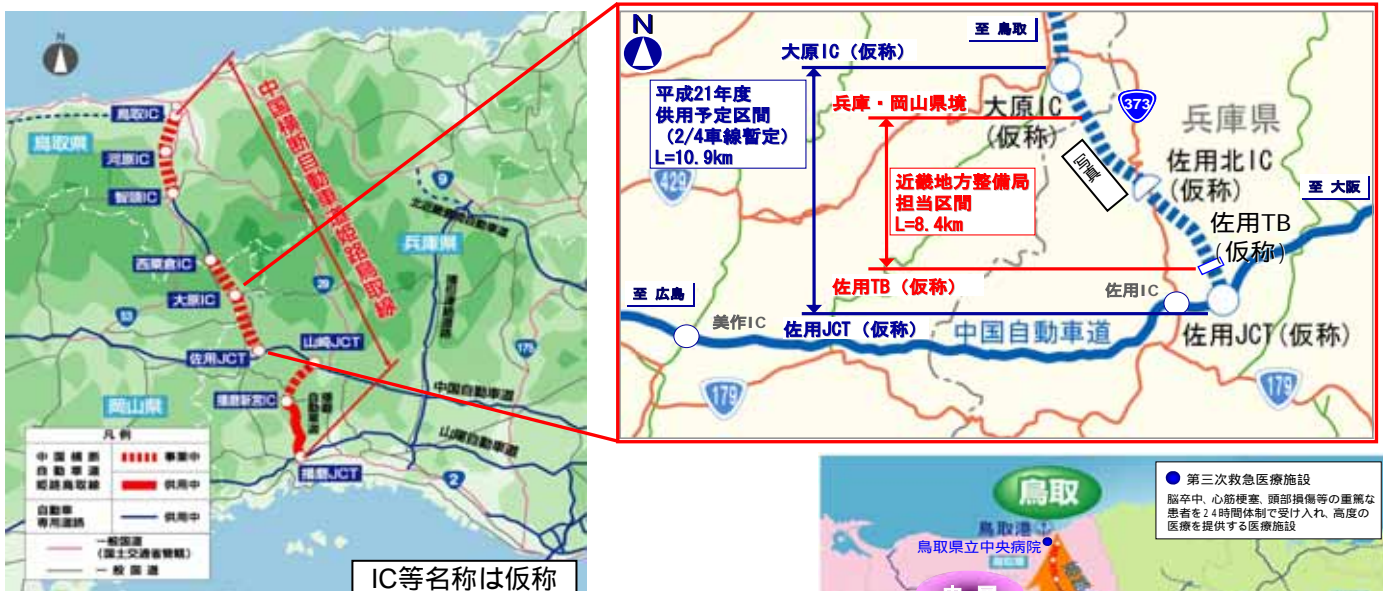 N
鳥取IC
鳥取県
河原IC
智頭IC
西粟倉IC
大原IC
佐用JCT
山崎JCT
播磨新宮IC
播磨JCT
中国横断自動車道姫路鳥取線
兵庫県
岡山県
中国自動車道
山陽自動車道
播磨自動車道
9
29
53
175
2
凡例
中国横断
自動車道
姫路鳥取線
事業中
供用中
自動車
専用道路
供用中
一般国道
(国土交通省管轄)
一般国道
IC等名称は仮称
N
至 鳥取
大原IC（仮称）
平成21年度
供用予定区間
（2/4車線暫定）
L=10.9km
兵庫・岡山県境
大原IC
(仮称)
373
兵庫県
写真
佐用北IC
(仮称)
近畿地方整備局
担当区間
L=8.4km
429
至 大阪
佐用TB
(仮称)
佐用TB（仮称）
至 広島
佐用IC
美作IC
佐用JCT（仮称）
中国自動車道
佐用JCT(仮称)
179
179
鳥取
鳥取港
鳥取県立中央病院
第三次救急医療施設
脳卒中、心筋梗塞、頭部損傷等の重篤な
患者を24時間体制で受け入れ、高度の
医療を提供する医療施設